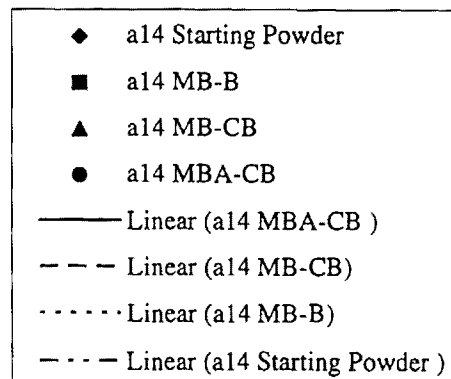 a14 Starting Powder
a14 MB-B
a14 MB-CB
a14 MBA-CB
Linear (a14 MBA-CB )
Linear (a14 MB-CB)
Linear (a14 MB-B)
Linear (a14 Starting Powder )